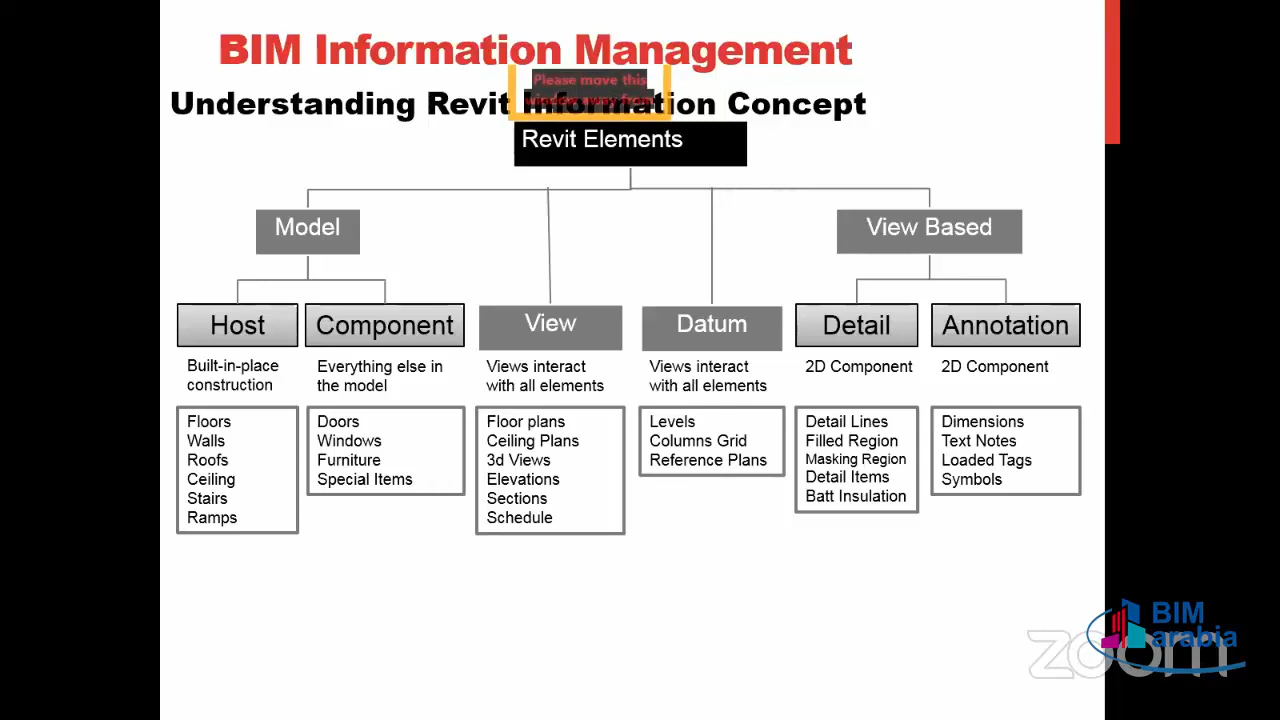 BIM Information Management
Please move this
window away from
Understanding Revit Information Concept
Revit Elements
Model
View Based
Host
Component
View
Datum
Detail
Annotation
Built-in-place
construction
Everything else in
the model
Views interact
with all elements
Views interact
with all elements
2D Component
2D Component
Floors
Walls
Roofs
Ceiling
Stairs
Ramps
Doors
Windows
Furniture
Special Items
Floor plans
Ceiling Plans
3d Views
Elevations
Sections
Schedule
Levels
Columns Grid
Reference Plans
Detail Lines
Filled Region
Masking Region
Detail Items
Batt Insulation
Dimensions
Text Notes
Loaded Tags
Symbols
BIM
arabia
zoom